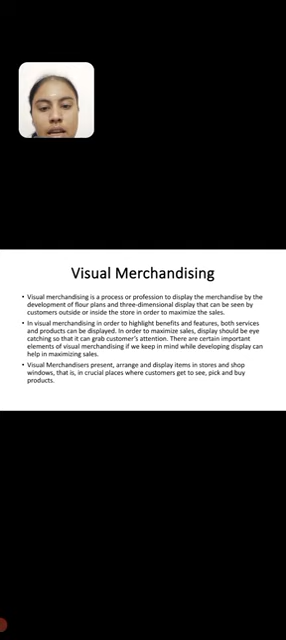 Visual Merchandising
• Visual merchandising is a process or profession to display the merchandise by the
development of flour plans and three-dimensional display that can be seen by
customers outside or inside the store in order to maximize the sales.
• In visual merchandising in order to highlight benefits and features, both services
and products can be displayed. In order to maximize sales, display should be eye
catching so that it can grab customer's attention. There are certain important
elements of visual merchandising if we keep in mind while developing display can
help in maximizing sales.
• Visual Merchandisers present, arrange and display items in stores and shop
windows, that is, in crucial places where customers get to see, pick and buy
products.